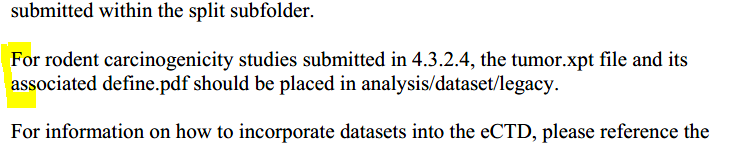 submitted within the split subfolder.
For rodent carcinogenicity studies submitted in 4.3.2.4, the tumor.xpt file and its
associated define.pdf should be placed in analysis/dataset/legacy.
For information on how to incorporate datasets into the eCTD, please reference the